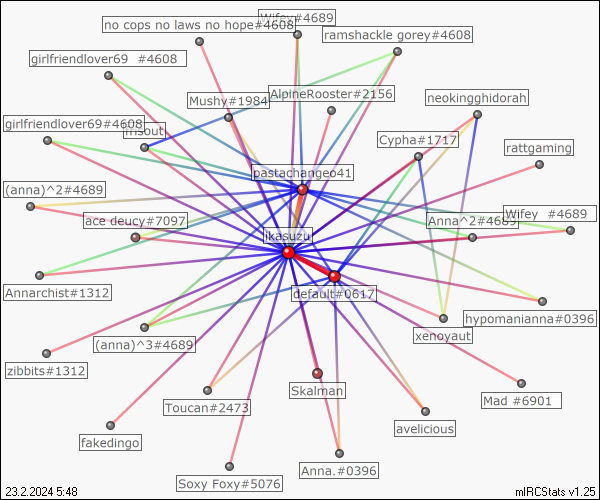 Wifey#4689
no cops no laws no hope#4608
ramshackle gorey#4608
girlfriendlover69 #4608
AlpineRooster#2156
Mushy#1984
neokingghidorah
girlfriendlover69#4608
Cypha#1717
rattgaming
pastachangeo41
(anna)^2#4689
ace deucy#7097
Anna^2#4689
Wifey #4689
ikasuzu
Annarchist#1312
default#0617
hypomanianna#0396
xenoyaut
(anna)^3#4689
zibbits#1312
Skalman
Mad #6901
Toucan#2473
avelicious
fakedingo
Anna.#0396
Soxy Foxy#5076
23.2.2024 5:48
mIRCStats v1.25